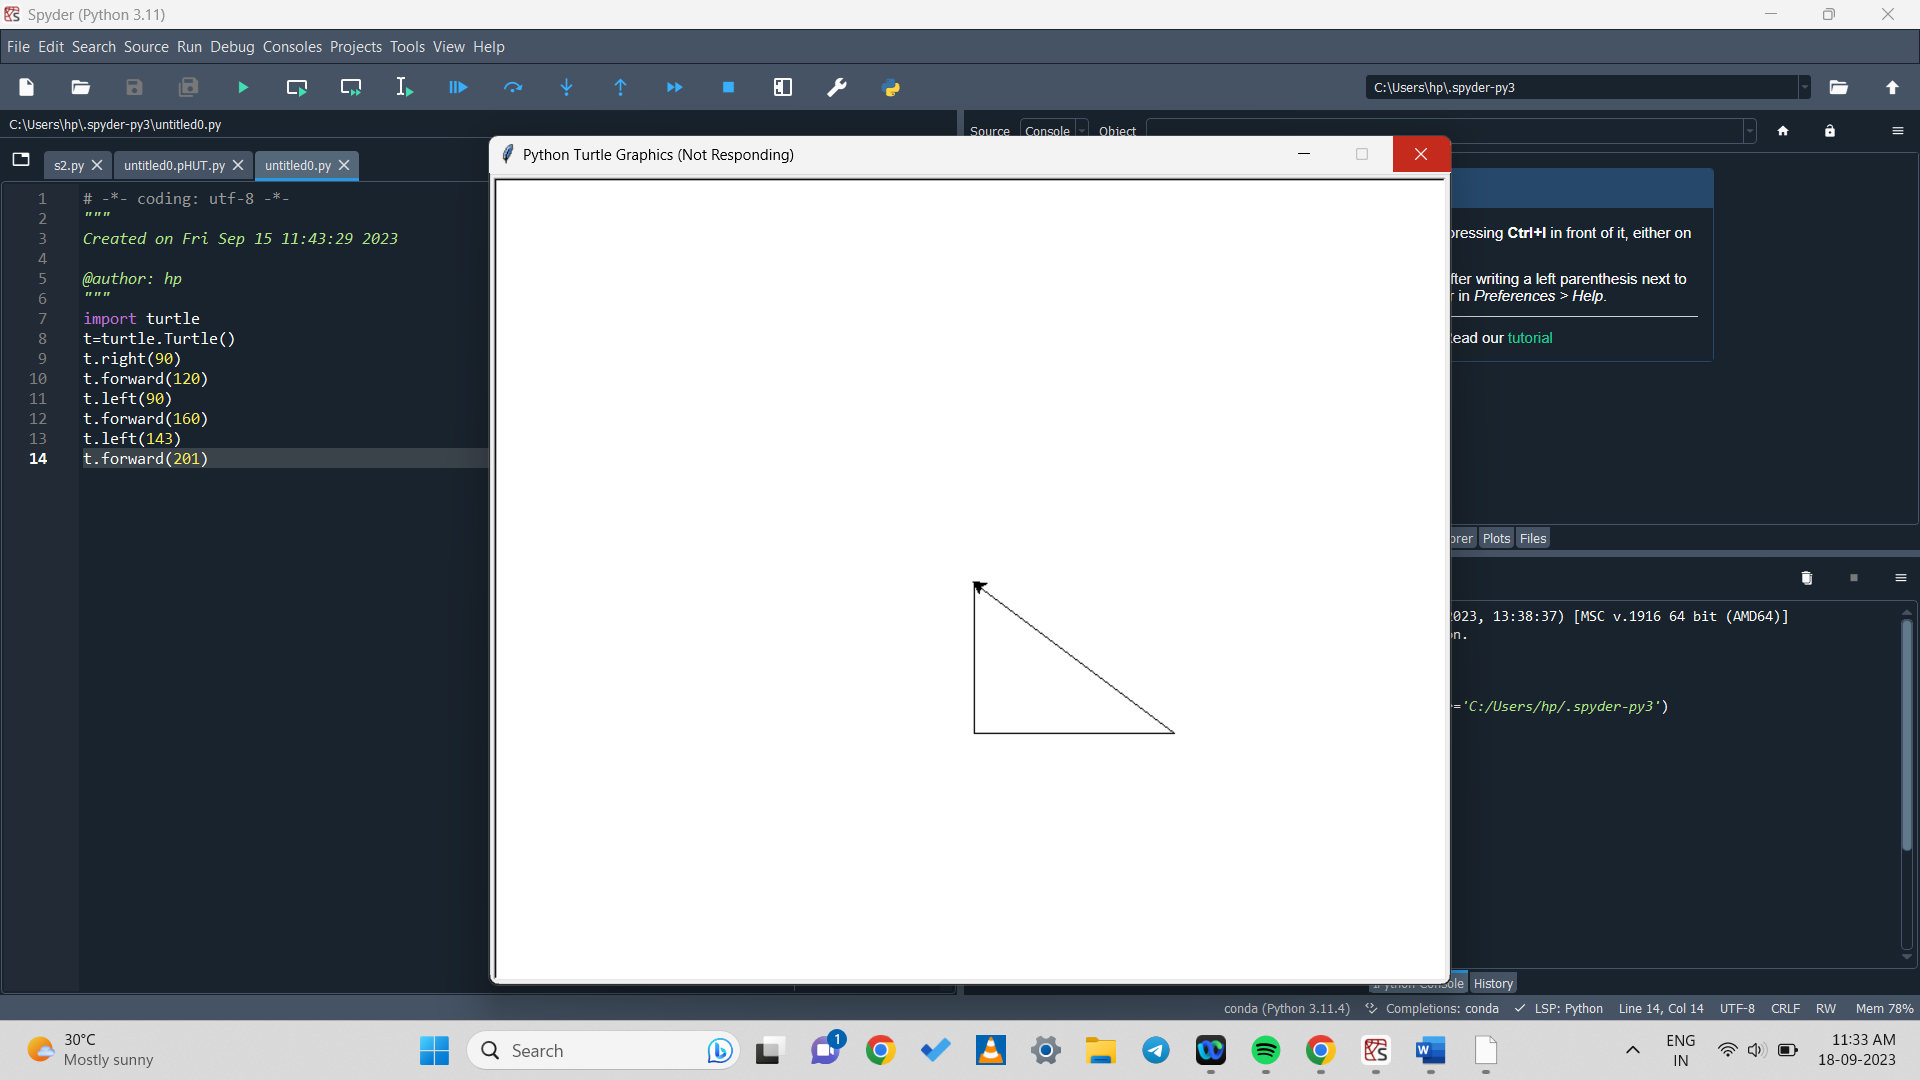 Spyder (Python 3.11)
File Edit Search Source Run Debug Consoles Projects Tools View Help
C:\Users\hp\.spyder-py3
C:\Users\hp\.spyder-py3\untitled0.py
Source Console Object
s2.py untitled0.pHUT.py untitled0.py
Python Turtle Graphics (Not Responding)
1 # -*- coding: utf-8 -*-
2 """
3 Created on Fri Sep 15 11:43:29 2023
4
5 @author: hp
6 """
7 import turtle
8 t=turtle.Turtle()
9 t.right(90)
10 t.forward(120)
11 t.left(90)
12 t.forward(160)
13 t.left(143)
14 t.forward(201)
pressing Ctrl+I in front of it, either on
fter writing a left parenthesis next to
r in Preferences > Help.
ead our tutorial
orer Plots Files
023, 13:38:37) [MSC v.1916 64 bit (AMD64)]
on.
='C:/Users/hp/.spyder-py3')
IPython Console History
conda (Python 3.11.4) Completions: conda LSP: Python Line 14, Col 14 UTF-8 CRLF RW Mem 78%
30°C
Mostly sunny
Search
1
ENG
IN
11:33 AM
18-09-2023